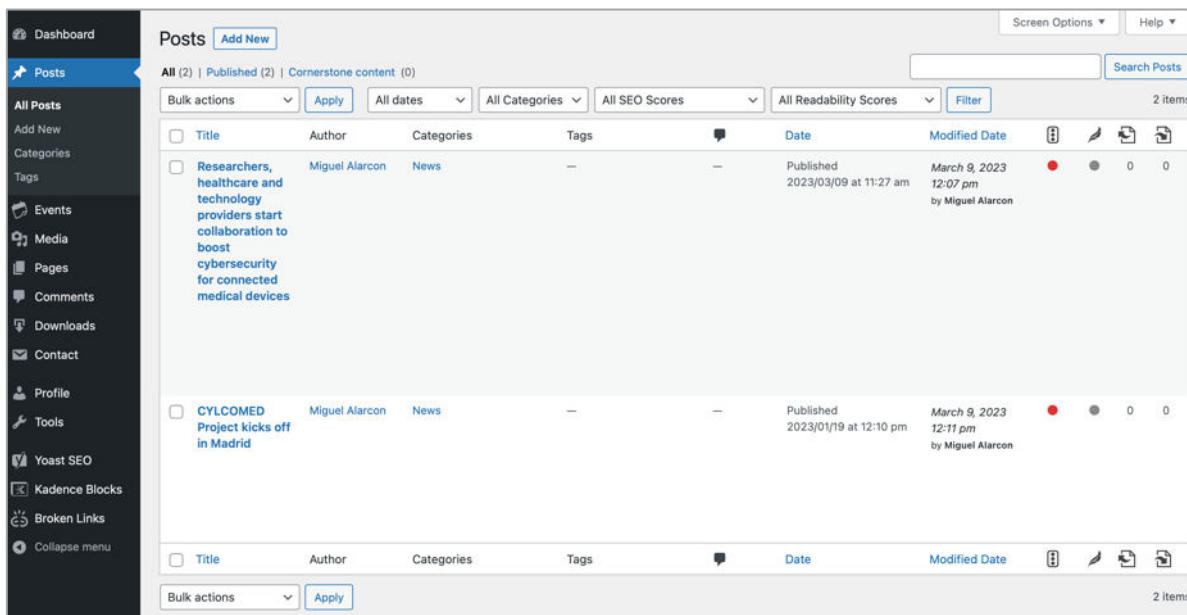 Screen Options ▼
Help ▼
Dashboard
Posts
All Posts
Add New
Categories
Tags
Events
Media
Pages
Comments
Downloads
Contact
Profile
Tools
Yoast SEO
Kadence Blocks
Broken Links
Collapse menu
Posts Add New
All (2) | Published (2) | Cornerstone content (0)
Search Posts
Bulk actions Apply All dates All Categories All SEO Scores All Readability Scores Filter 2 items
Title Author Categories Tags Date Modified Date
Researchers, Miguel Alarcon News — — Published March 9, 2023 0 0
healthcare and 2023/03/09 at 11:27 am 12:07 pm
technology by Miguel Alarcon
providers start
collaboration to
boost
cybersecurity
for connected
medical devices
CYLCOMED Miguel Alarcon News — — Published March 9, 2023 0 0
Project kicks off 2023/01/19 at 12:10 pm 12:11 pm
in Madrid by Miguel Alarcon
Title Author Categories Tags Date Modified Date
Bulk actions Apply 2 items